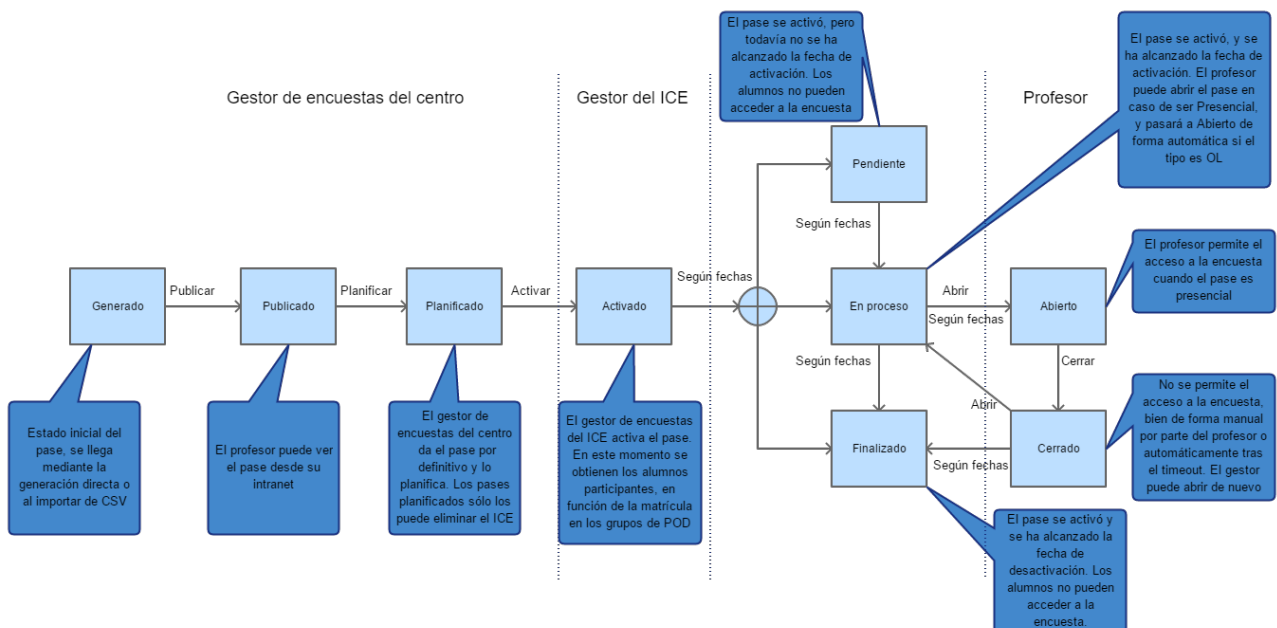 El pase se activó, pero
todavía no se ha
alcanzado la fecha de
activación. Los
alumnos no pueden
acceder a la encuesta
El pase se activó, y se
ha alcanzado la fecha de
activación. El profesor
puede abrir el pase en
caso de ser Presencial,
y pasará a Abierto de
forma automática si el
tipo es OL
Gestor de encuestas del centro
Gestor del ICE
Profesor
Pendiente
Según fechas
El profesor permite el
acceso a la encuesta
cuando el pase es
presencial
Generado
Publicar
Publicado
Planificar
Planificado
Activar
Activado
Según fechas
En proceso
Abrir
Según fechas
Abierto
Según fechas
Cerrar
Abrir
Finalizado
Según fechas
Cerrado
No se permite el
acceso a la encuesta,
bien de forma manual
por parte del profesor o
automáticamente tras
el timeout. El gestor
puede abrir de nuevo
Estado inicial del
pase, se llega
mediante la
generación directa o
al importar de CSV
El profesor puede ver
el pase desde su
intranet
El gestor de
encuestas del centro
da el pase por
definitivo y lo
planifica. Los pases
planificados sólo los
puede eliminar el ICE
El gestor de encuestas
del ICE activa el pase.
En este momento se
obtienen los alumnos
participantes, en
función de la matrícula
en los grupos de POD
El pase se activó y
se ha alcanzado la
fecha de
desactivación. Los
alumnos no pueden
acceder a la
encuesta.